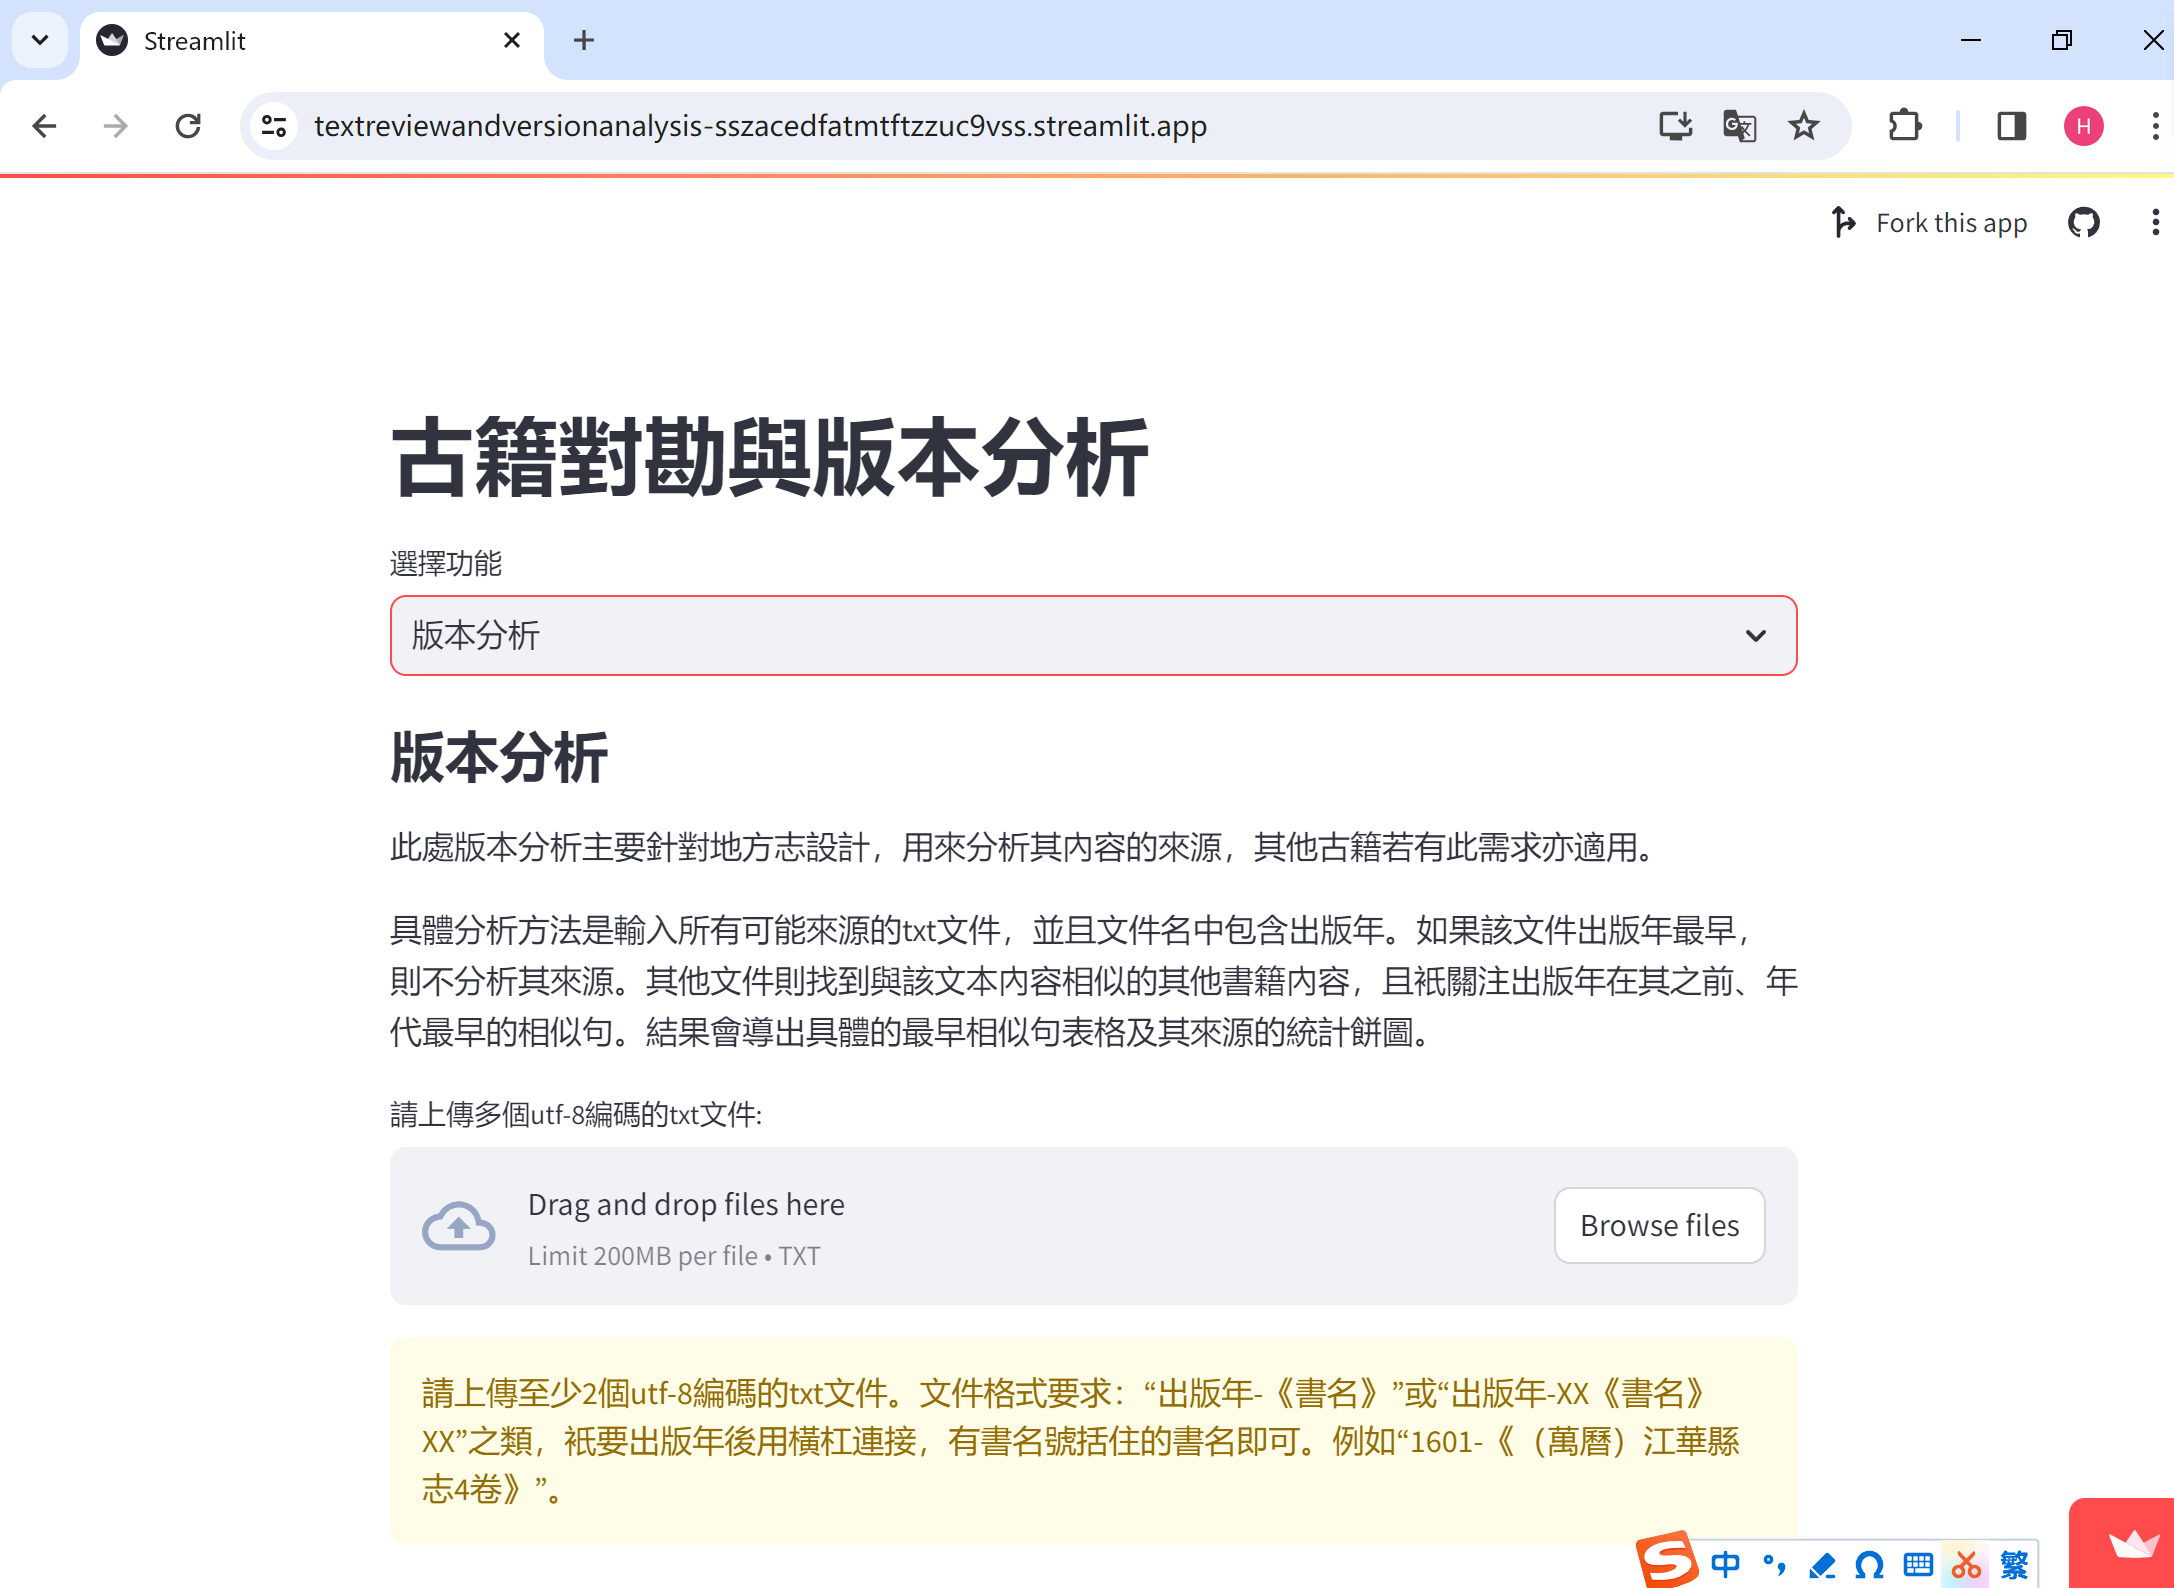 Streamlit
textreviewandversionanalysis-sszacedfatmtftzzuc9vss.streamlit.app
H
Fork this app
古籍對勘與版本分析
選擇功能
版本分析
版本分析
此處版本分析主要針對地方志設計，用來分析其內容的來源，其他古籍若有此需求亦適用。
具體分析方法是輸入所有可能來源的txt文件，並且文件名中包含出版年。如果該文件出版年最早，
則不分析其來源。其他文件則找到與該文本內容相似的其他書籍內容，且衹關注出版年在其之前、年
代最早的相似句。結果會導出具體的最早相似句表格及其來源的統計餅圖。
請上傳多個utf-8編碼的txt文件:
Drag and drop files here
Limit 200MB per file • TXT
Browse files
請上傳至少2個utf-8編碼的txt文件。文件格式要求：“出版年-《書名》”或“出版年-XX《書名》
XX”之類，衹要出版年後用橫杠連接，有書名號括住的書名即可。例如“1601-《（萬曆）江華縣
志4卷》”。
S 中 繁